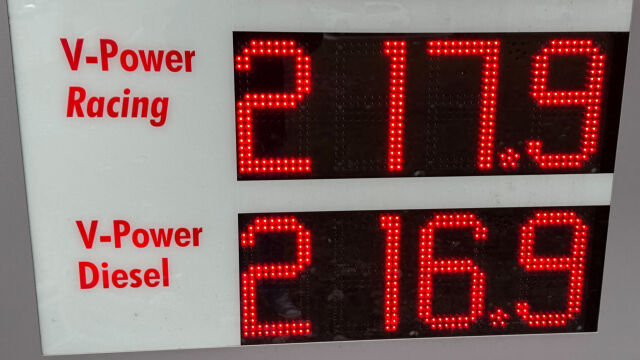 V-Power
Racing
217.9
V-Power
Diesel
216.9